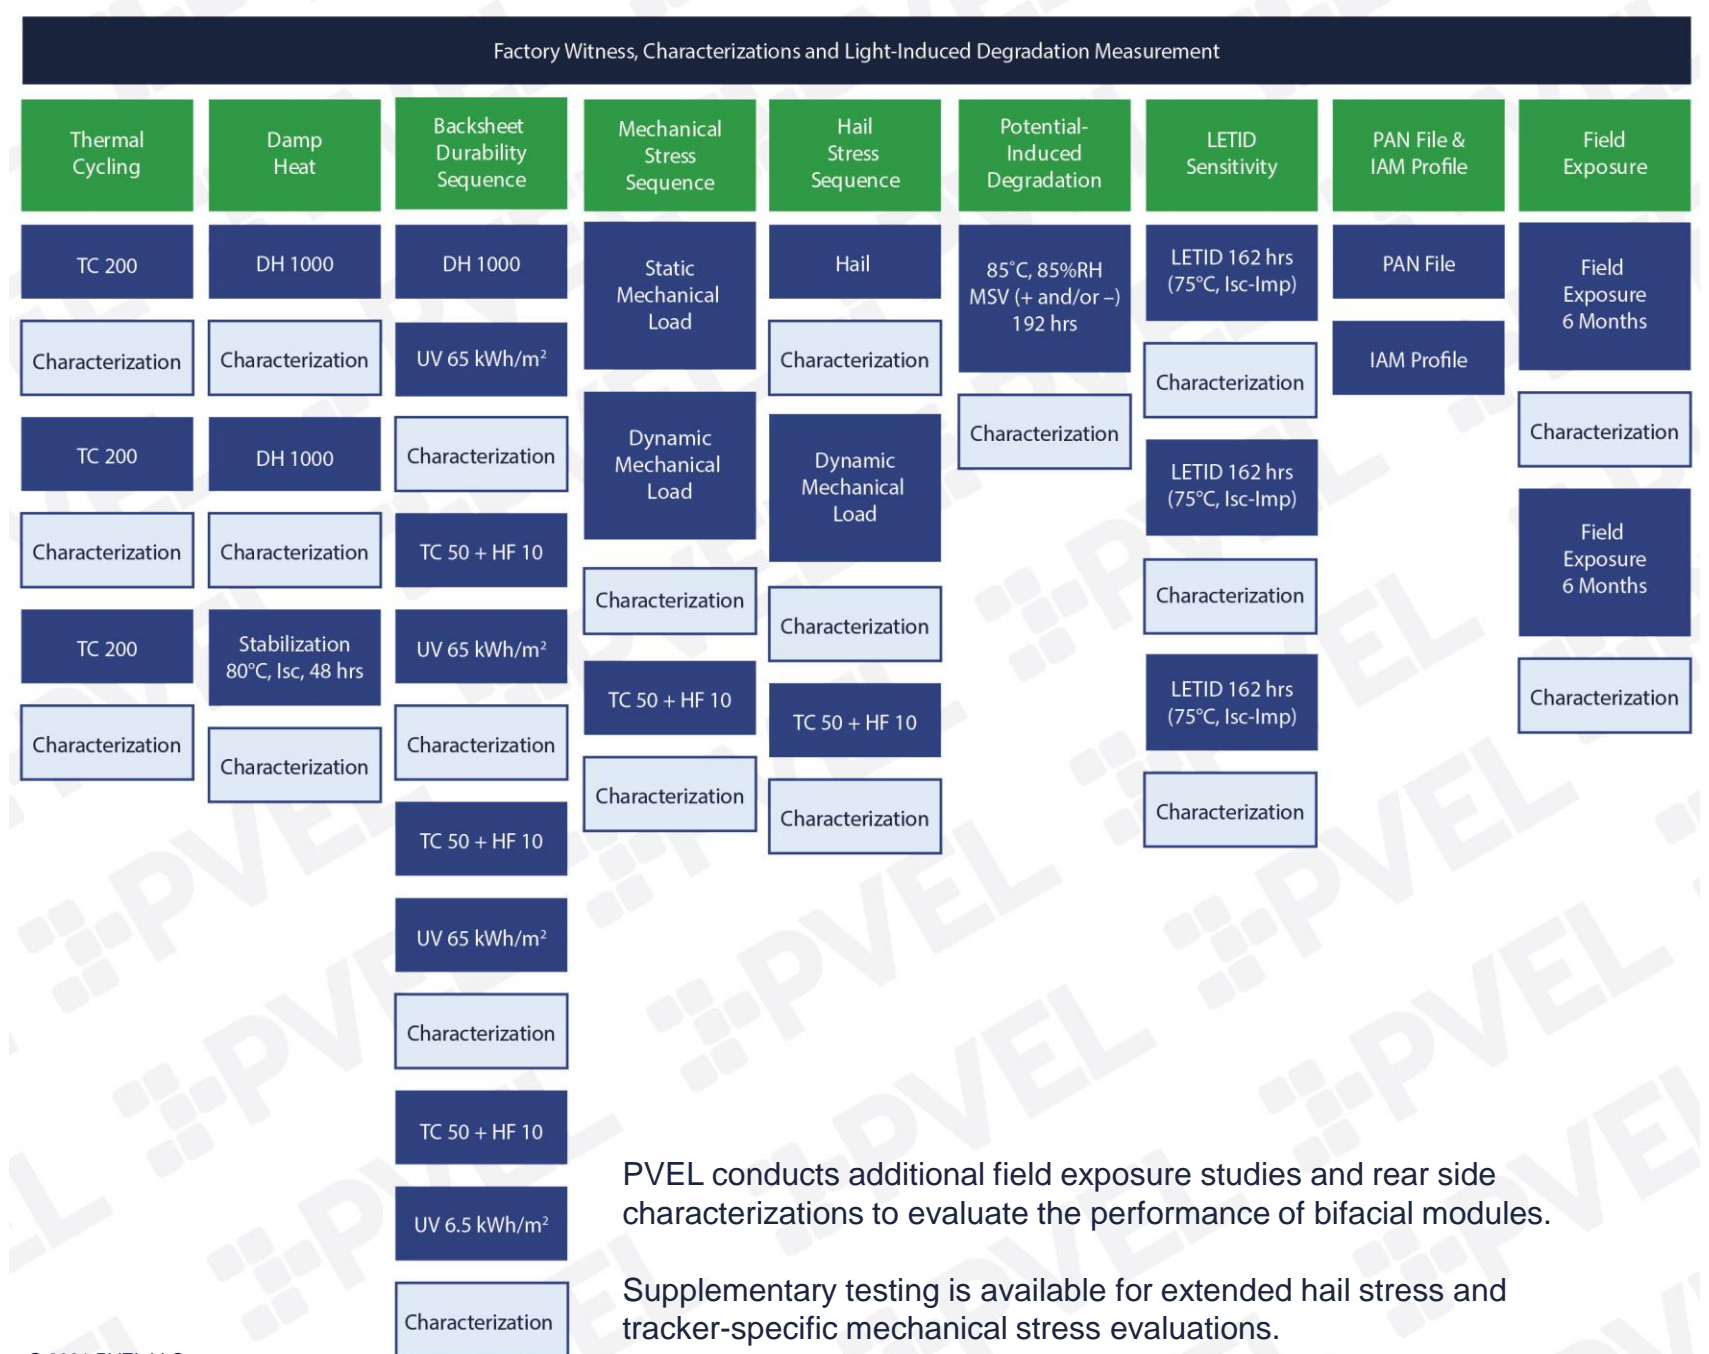 Factory Witness, Characterizations and Light-Induced Degradation Measurement
Thermal
Cycling
TC 200
Characterization
TC 200
Characterization
TC 200
Characterization
Damp
Heat
DH 1000
Characterization
DH 1000
Characterization
Stabilization
80°C, Isc, 48 hrs
Characterization
Backsheet
Durability
Sequence
DH 1000
UV 65 kWh/m²
Characterization
TC 50 + HF 10
UV 65 kWh/m²
Characterization
TC 50 + HF 10
UV 65 kWh/m²
Characterization
TC 50 + HF 10
UV 6.5 kWh/m²
Characterization
Mechanical
Stress
Sequence
Static
Mechanical
Load
Dynamic
Mechanical
Load
Characterization
TC 50 + HF 10
Characterization
Hail
Stress
Sequence
Hail
Characterization
Dynamic
Mechanical
Load
Characterization
TC 50 + HF 10
Characterization
Potential-
Induced
Degradation
85°C, 85%RH
MSV (+ and/or –)
192 hrs
Characterization
LETID
Sensitivity
LETID 162 hrs
(75°C, Isc-Imp)
Characterization
LETID 162 hrs
(75°C, Isc-Imp)
Characterization
LETID 162 hrs
(75°C, Isc-Imp)
Characterization
PAN File &
IAM Profile
PAN File
IAM Profile
Field
Exposure
Field
Exposure
6 Months
Characterization
Field
Exposure
6 Months
Characterization
PVEL conducts additional field exposure studies and rear side
characterizations to evaluate the performance of bifacial modules.
Supplementary testing is available for extended hail stress and
tracker-specific mechanical stress evaluations.